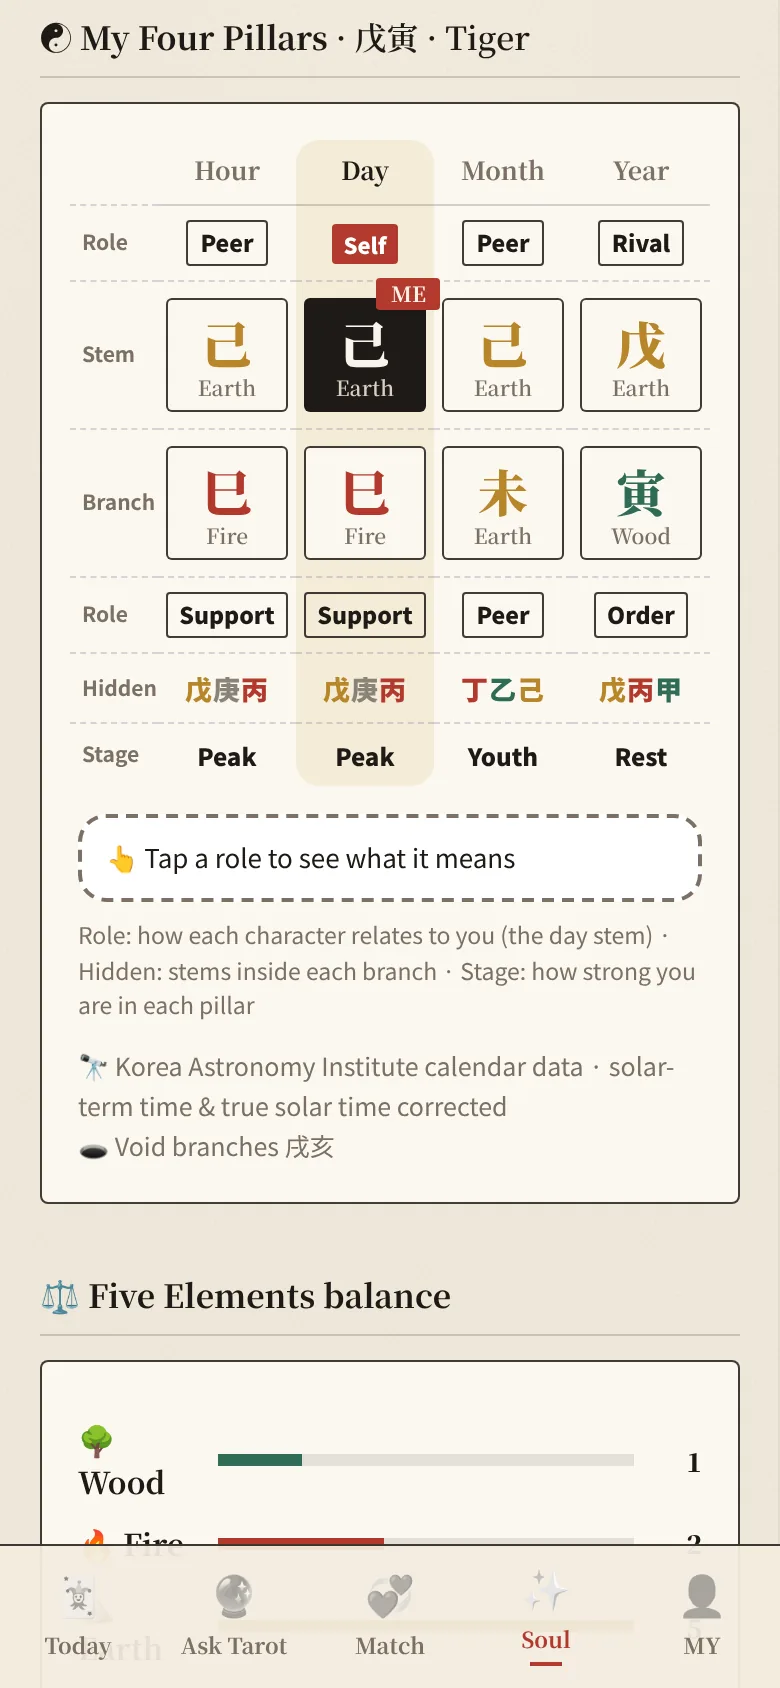 My Four Pillars · 戊寅 · Tiger
Hour Day Month Year
Role Peer Self Peer Rival
ME
Stem 己 己 己 戊
Earth Earth Earth Earth
Branch 巳 巳 未 寅
Fire Fire Earth Wood
Role Support Support Peer Order
Hidden 戊庚丙 戊庚丙 丁乙己 戊丙甲
Stage Peak Peak Youth Rest
Tap a role to see what it means
Role: how each character relates to you (the day stem) ·
Hidden: stems inside each branch · Stage: how strong you
are in each pillar
Korea Astronomy Institute calendar data · solar-
term time & true solar time corrected
Void branches 戌亥
Five Elements balance
Wood 1
Fire 2
Earth 5
Today Ask Tarot Match Soul MY